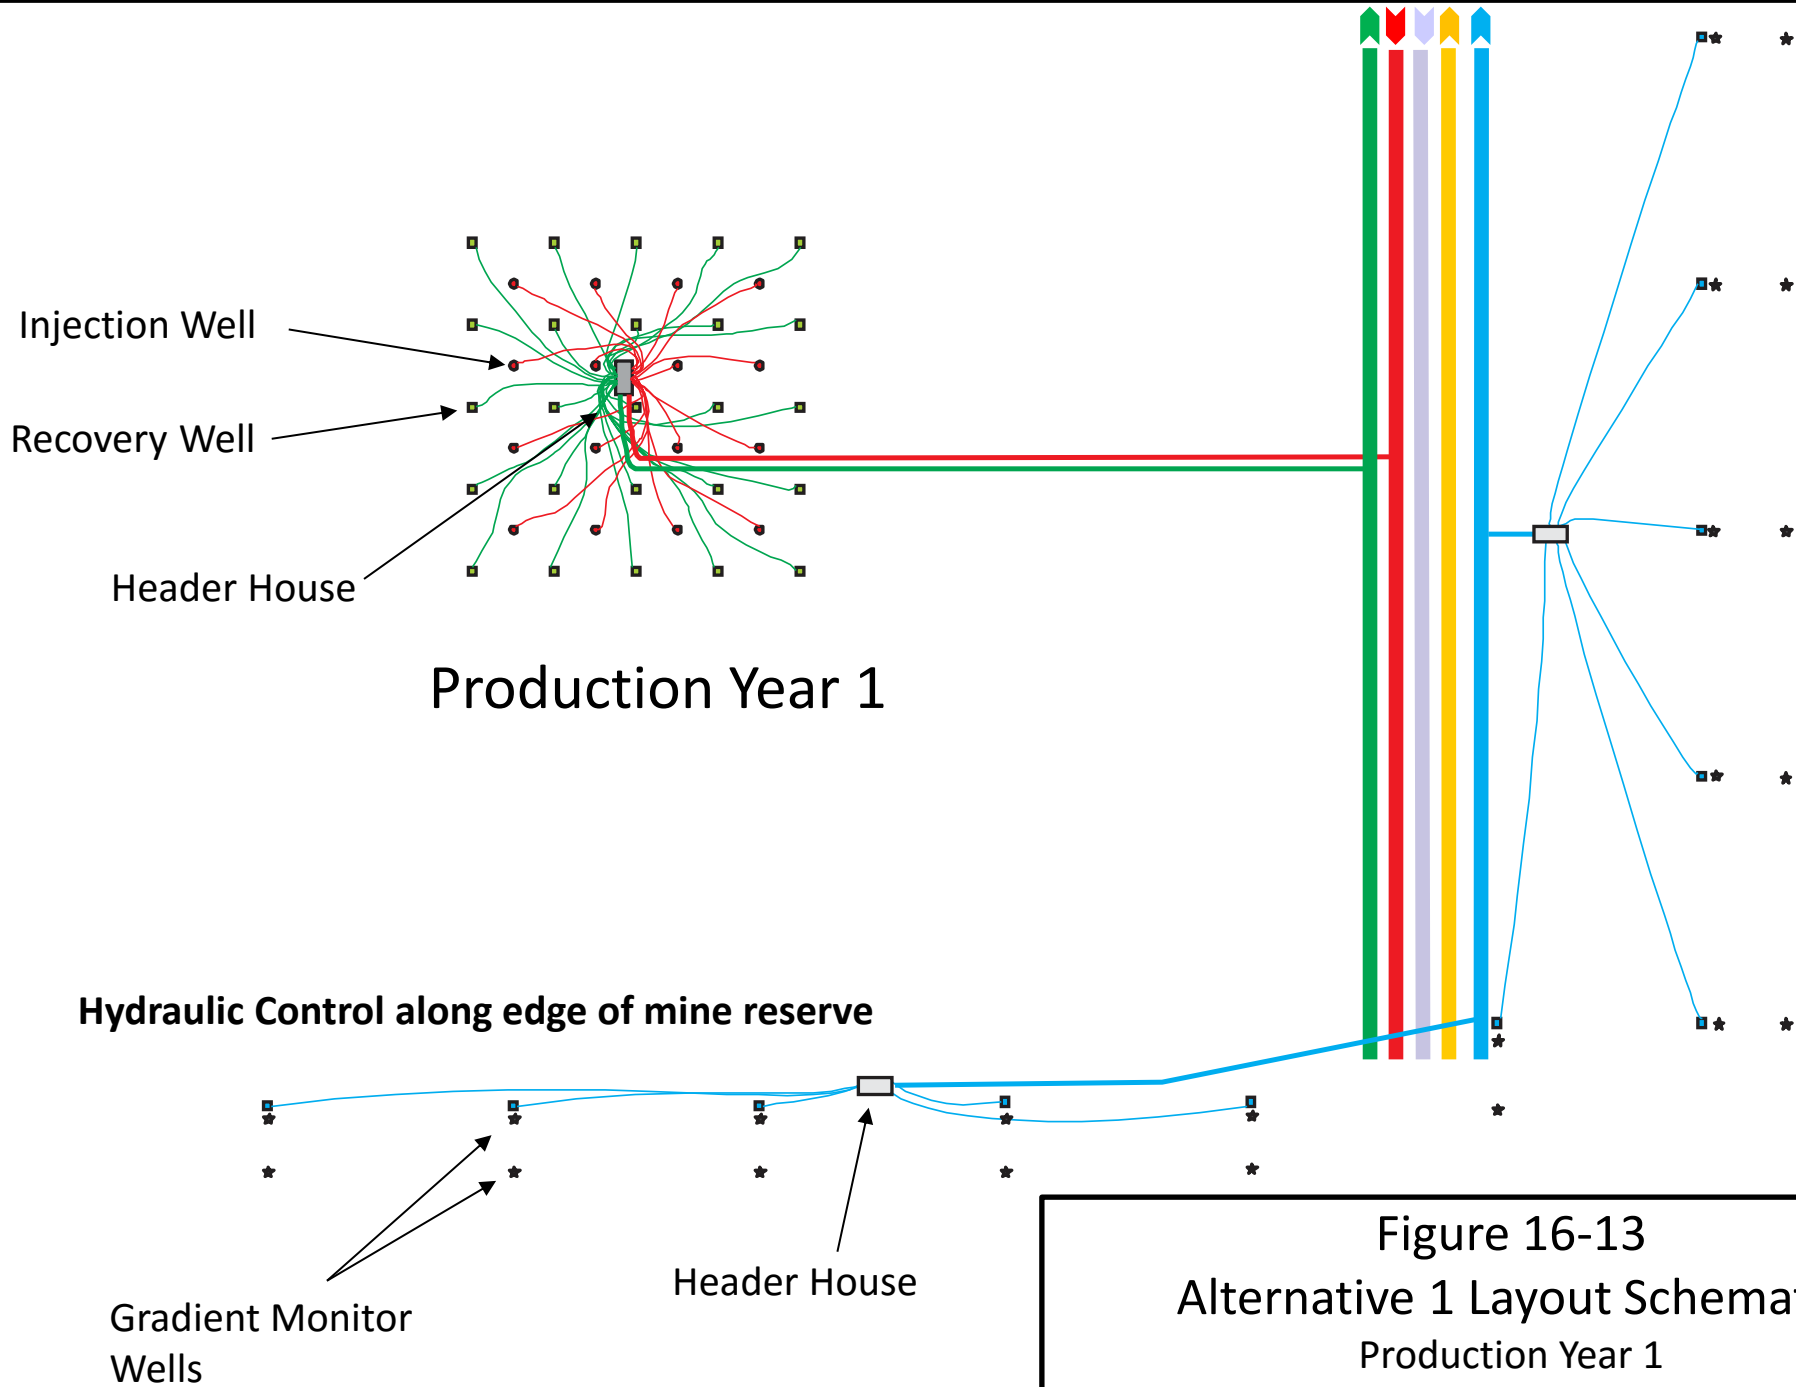 Injection Well
Recovery Well
Header House
Production Year 1
Hydraulic Control along edge of mine reserve
Header House
Gradient Monitor
Wells
Figure 16-13
Alternative 1 Layout Schemat
Production Year 1